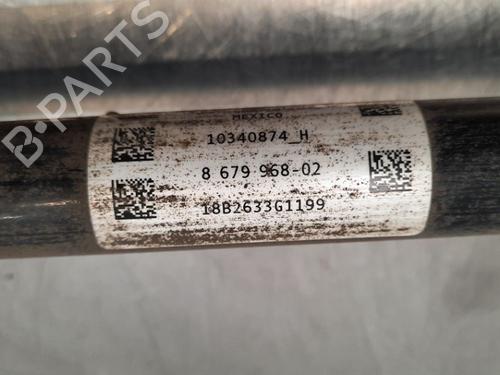 B-PARTS
MEXICO
10340874_H
8 679 968-02
18B2633G1199